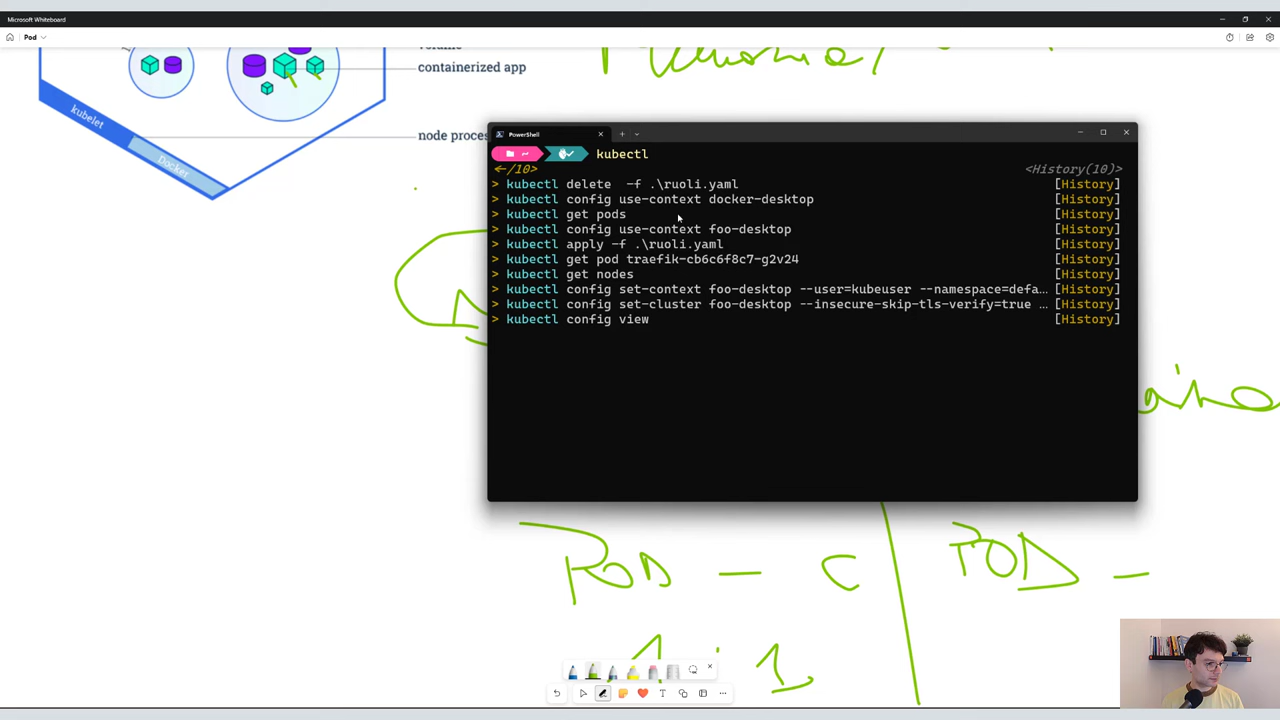 Microsoft Whiteboard
Pod
containerized app
node proces
kubelet
Docker
PowerShell
~ kubectl
<-/10> <History(10)>
> kubectl delete -f .\ruoli.yaml [History]
> kubectl config use-context docker-desktop [History]
> kubectl get pods [History]
> kubectl config use-context foo-desktop [History]
> kubectl apply -f .\ruoli.yaml [History]
> kubectl get pod traefik-cb6c6f8c7-g2v24 [History]
> kubectl get nodes [History]
> kubectl config set-context foo-desktop --user=kubeuser --namespace=defa… [History]
> kubectl config set-cluster foo-desktop --insecure-skip-tls-verify=true … [History]
> kubectl config view [History]
POD – C
POD –
1 : 1